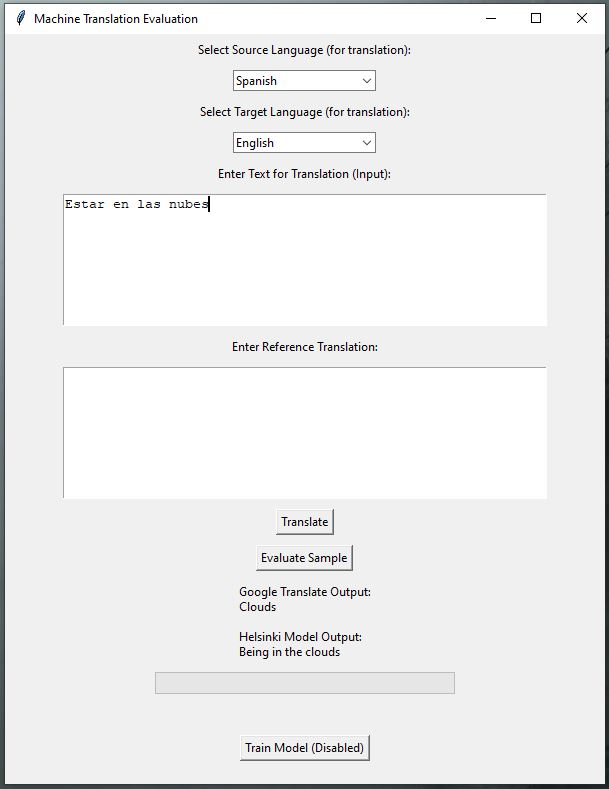 Machine Translation Evaluation
Select Source Language (for translation):
Spanish
Select Target Language (for translation):
English
Enter Text for Translation (Input):
Estar en las nubes
Enter Reference Translation:
Translate
Evaluate Sample
Google Translate Output:
Clouds
Helsinki Model Output:
Being in the clouds
Train Model (Disabled)